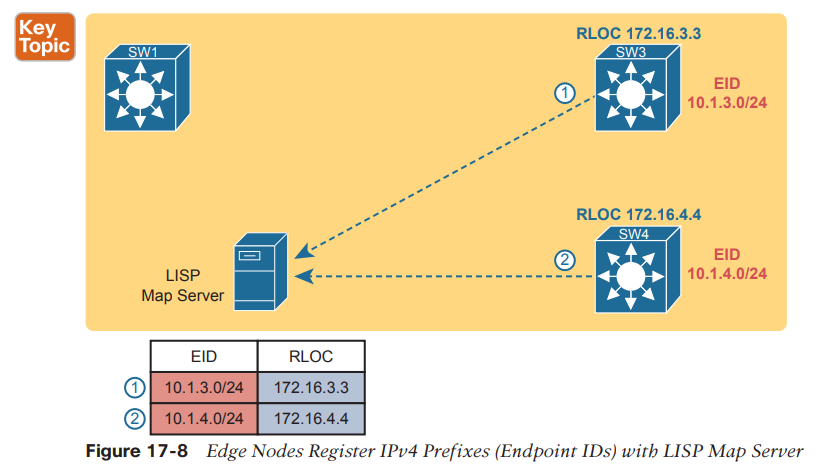 Key
Topic
SW1
RLOC 172.16.3.3
SW3
1
EID
10.1.3.0/24
RLOC 172.16.4.4
SW4
2
EID
10.1.4.0/24
LISP
Map Server
EID RLOC
1 10.1.3.0/24 172.16.3.3
2 10.1.4.0/24 172.16.4.4
Figure 17-8 Edge Nodes Register IPv4 Prefixes (Endpoint IDs) with LISP Map Server